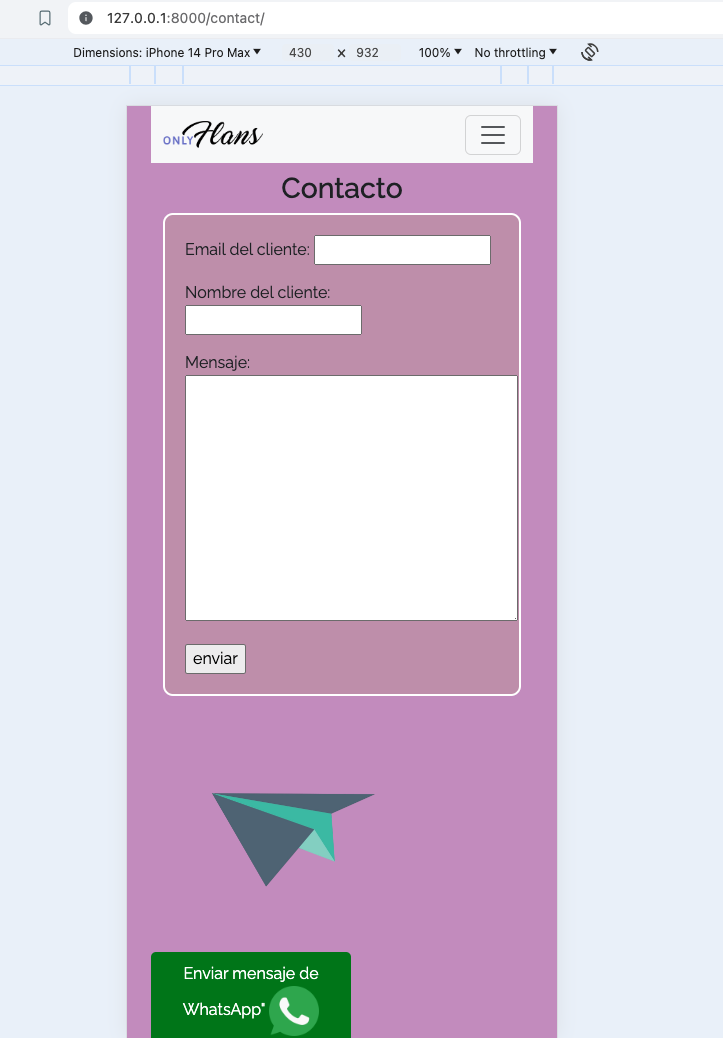 127.0.0.1:8000/contact/
Dimensions: iPhone 14 Pro Max 430 × 932 100% No throttling
ONLY Flans
Contacto
Email del cliente:
Nombre del cliente:
Mensaje:
enviar
Enviar mensaje de
WhatsApp"